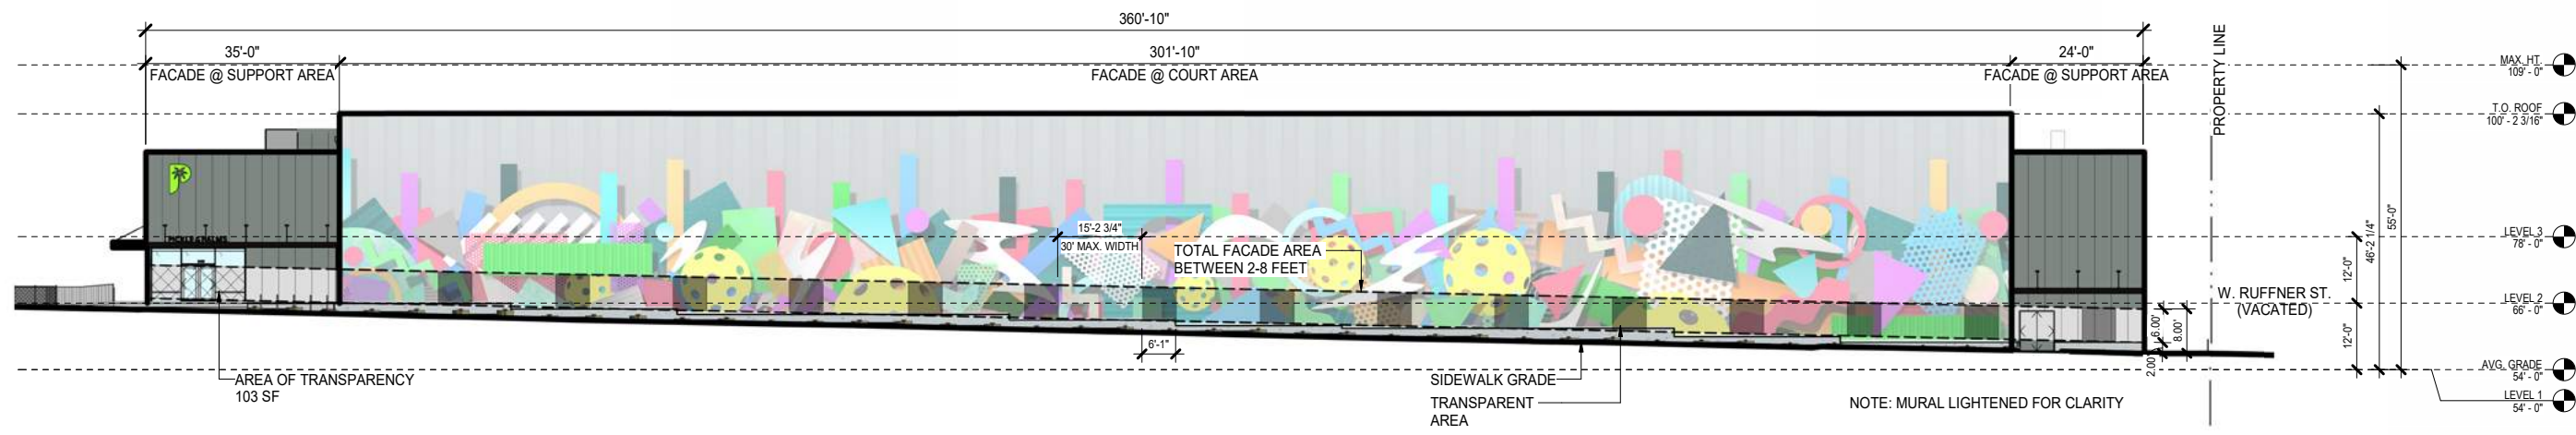 360'-10"
35'-0"
301'-10"
24'-0"
FACADE @ SUPPORT AREA
FACADE @ COURT AREA
FACADE @ SUPPORT AREA
PROPERTY LINE
MAX. HT.
109' - 0"
T.O. ROOF
100' - 2 3/16"
P
15'-2 3/4"
30' MAX. WIDTH
TOTAL FACADE AREA
BETWEEN 2-8 FEET
LEVEL 3
78' - 0"
55'-0"
46'-2 1/4"
12'-0"
W. RUFFNER ST.
(VACATED)
LEVEL 2
66' - 0"
6.00'
8.00'
2.00'
12'-0"
6'-1"
AREA OF TRANSPARENCY
103 SF
SIDEWALK GRADE
TRANSPARENT
AREA
NOTE: MURAL LIGHTENED FOR CLARITY
AVG. GRADE
54' - 0"
LEVEL 1
54' - 0"